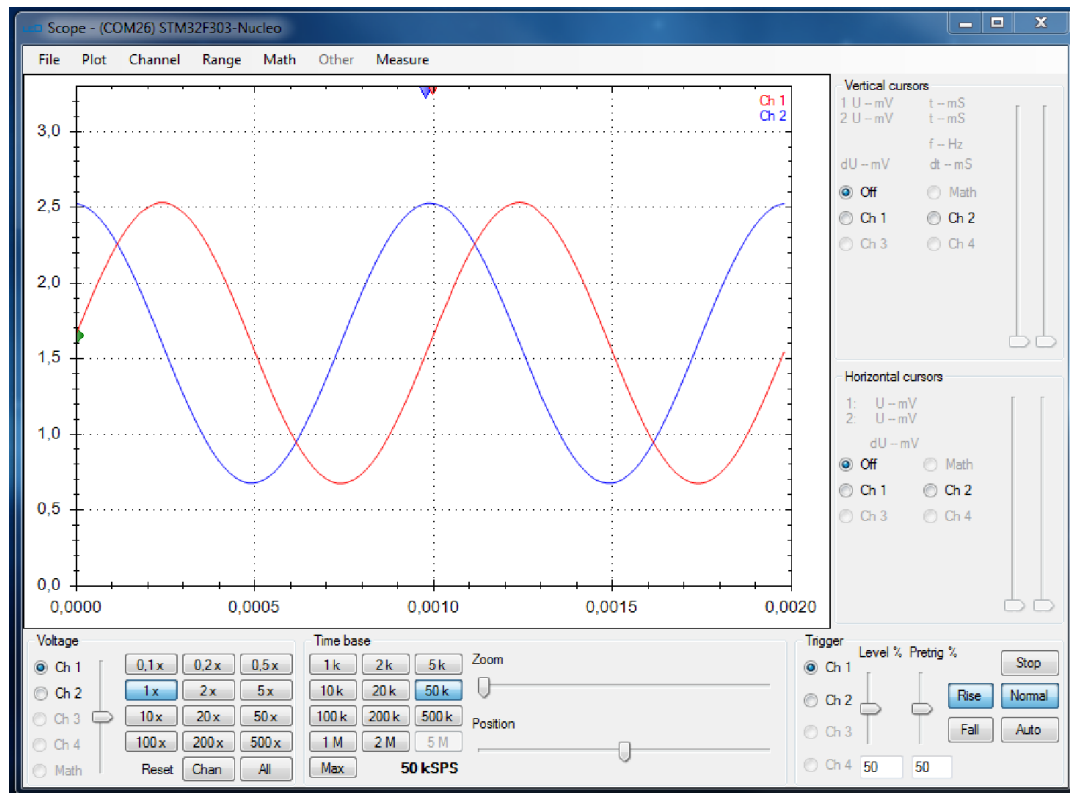 Scope - (COM26) STM32F303-Nucleo
File Plot Channel Range Math Other Measure
Ch 1
Ch 2
3,0
2,5
2,0
1,5
1,0
0,5
0,0
0,0000 0,0005 0,0010 0,0015 0,0020
Vertical cursors
1 U -- mV t -- mS
2 U -- mV t -- mS
f -- Hz
dU -- mV dt -- mS
Off Math
Ch 1 Ch 2
Ch 3 Ch 4
Horizontal cursors
1: U -- mV
2: U -- mV
dU -- mV
Off Math
Ch 1 Ch 2
Ch 3 Ch 4
Voltage
Ch 1 0,1 x 0,2 x 0,5 x
Ch 2 1 x 2 x 5 x
Ch 3 10 x 20 x 50 x
Ch 4 100 x 200 x 500 x
Math Reset Chan All
Time base
1 k 2 k 5 k Zoom
10 k 20 k 50 k
100 k 200 k 500 k Position
1 M 2 M 5 M
Max 50 kSPS
Trigger
Level % Pretrig %
Ch 1 Stop
Ch 2 Rise Normal
Ch 3 Fall Auto
Ch 4 50 50